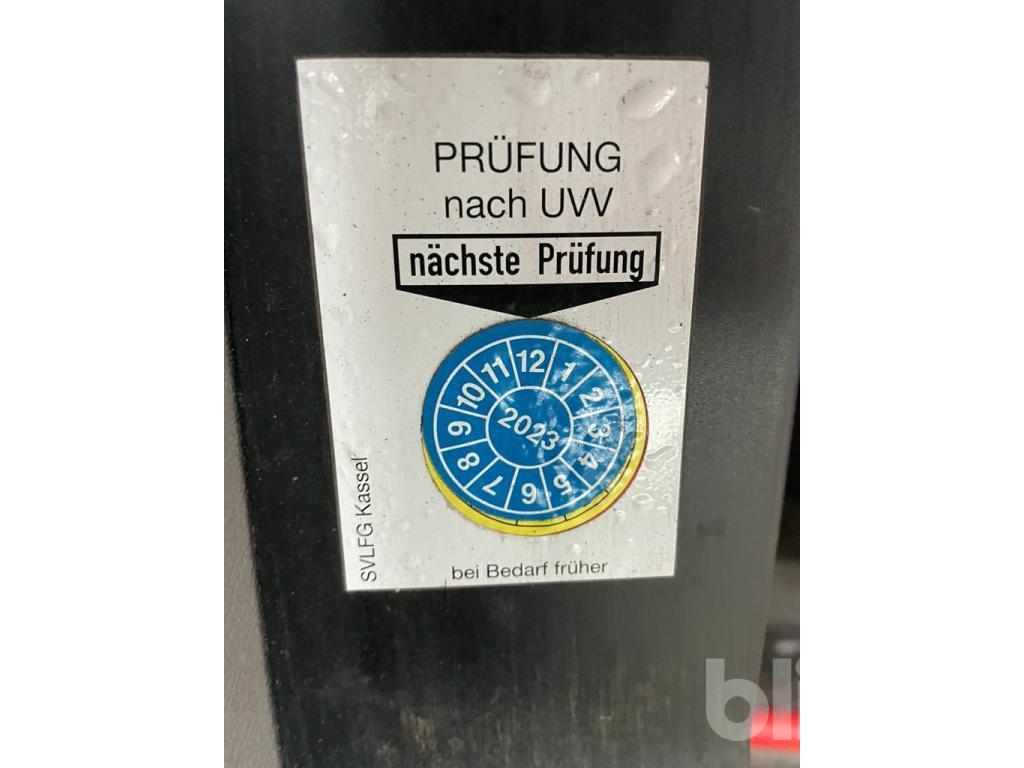 PRÜFUNG
nach UVV
nächste Prüfung
12
1
2
3
4
5
6
7
8
9
10
11
2023
SVLFG Kassel
bei Bedarf früher